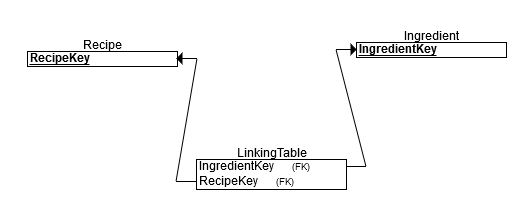 Recipe
RecipeKey
Ingredient
IngredientKey
LinkingTable
IngredientKey (FK)
RecipeKey (FK)